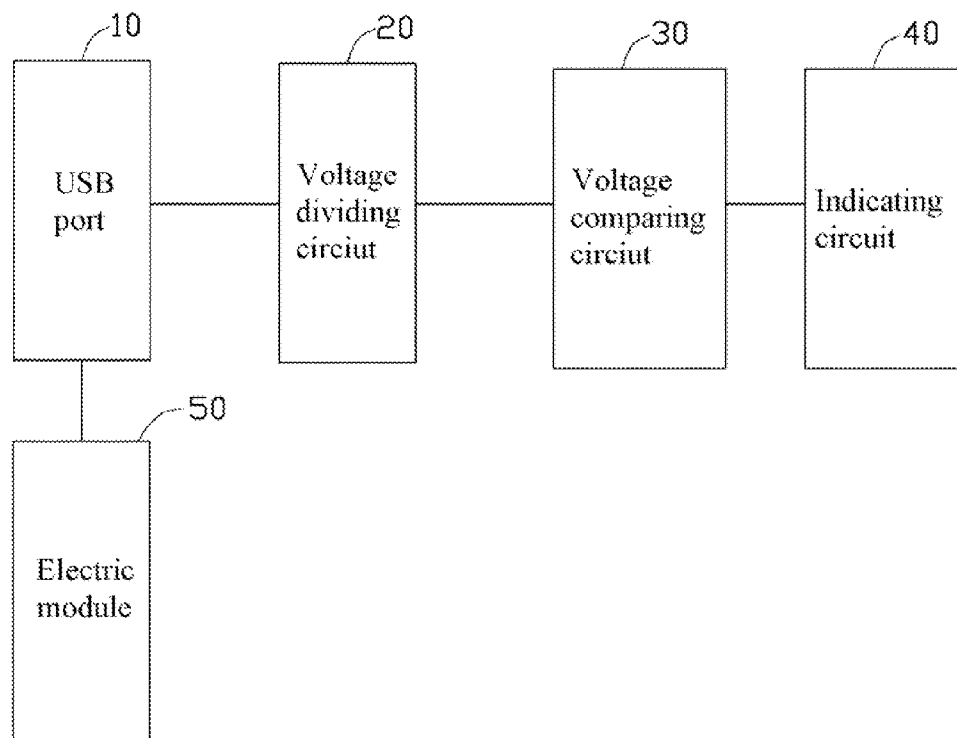 10
20
30
40
USB
port
Voltage
dividing
circiut
Voltage
comparing
circiut
Indicating
circuit
50
Electric
module